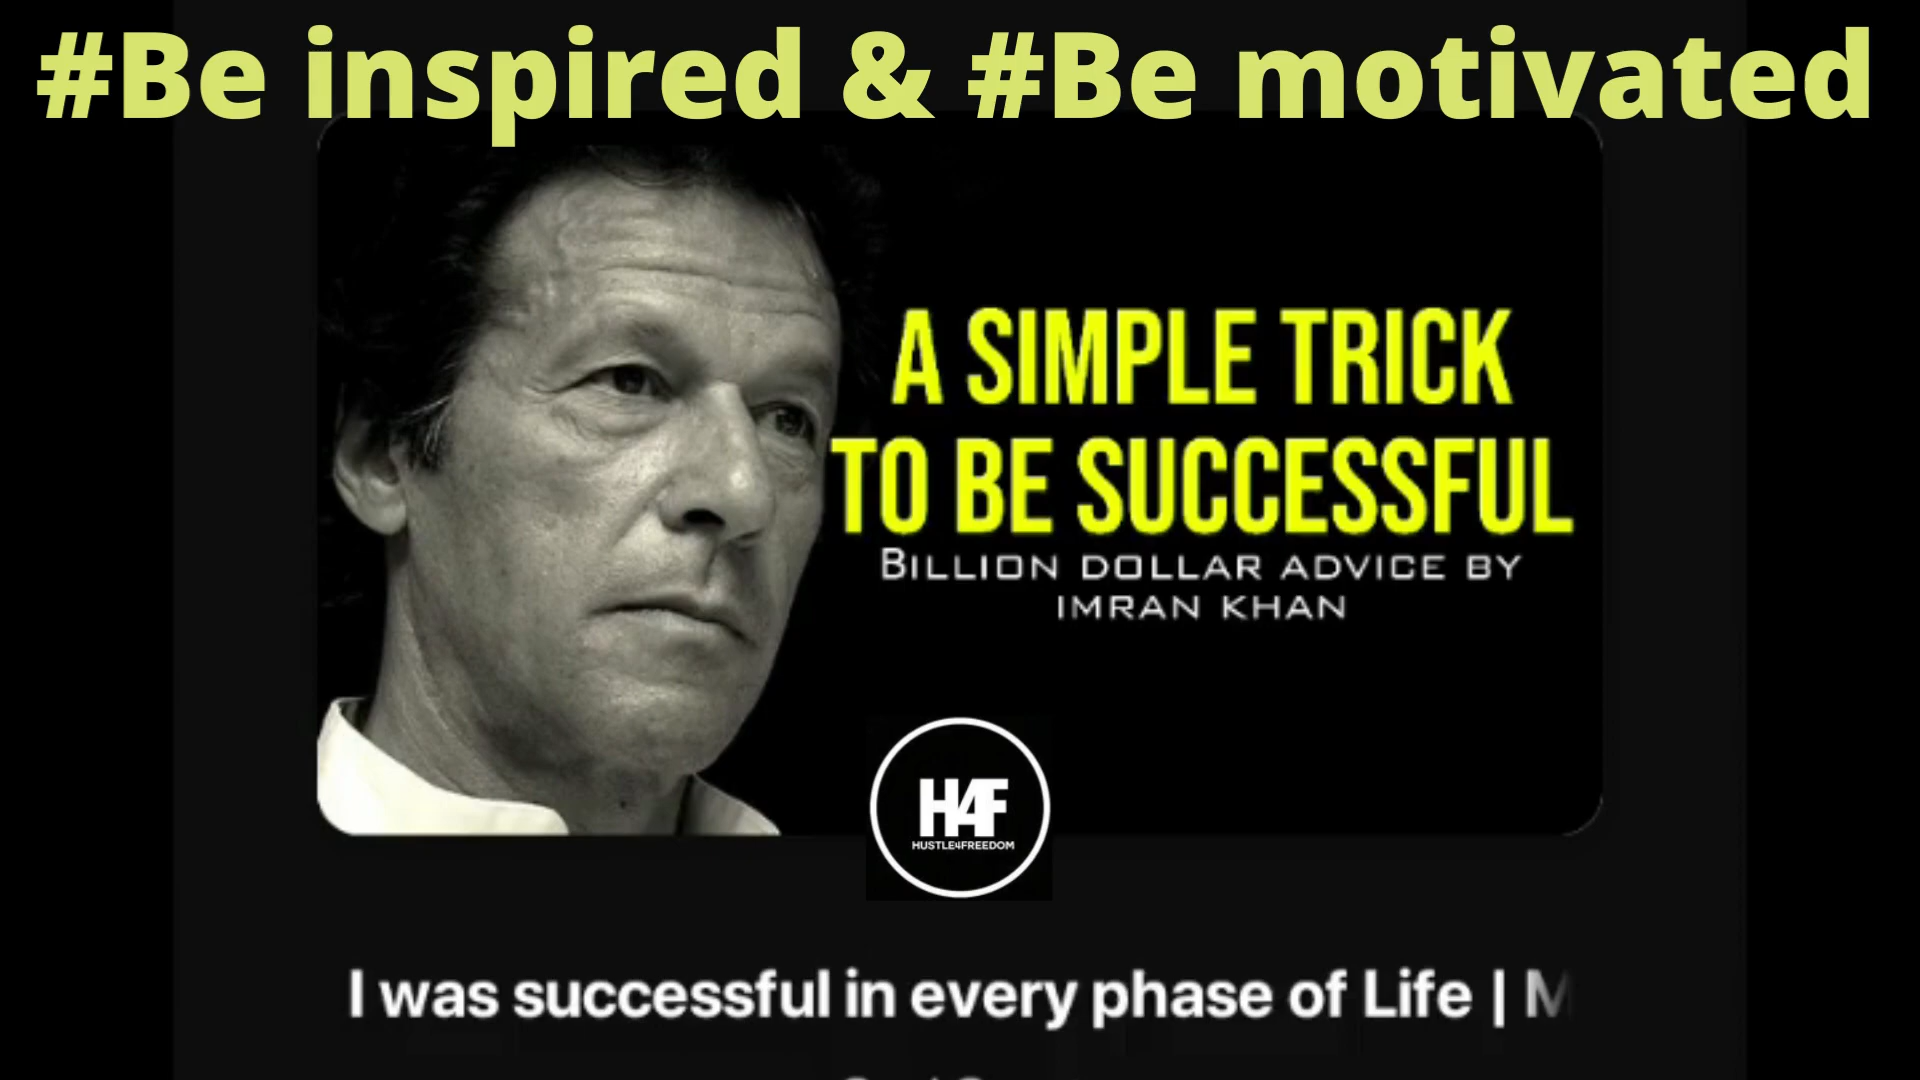 #Be inspired & #Be motivated
A SIMPLE TRICK
TO BE SUCCESSFUL
BILLION DOLLAR ADVICE BY
IMRAN KHAN
H4F
HUSTLE4FREEDOM
I was successful in every phase of Life | M